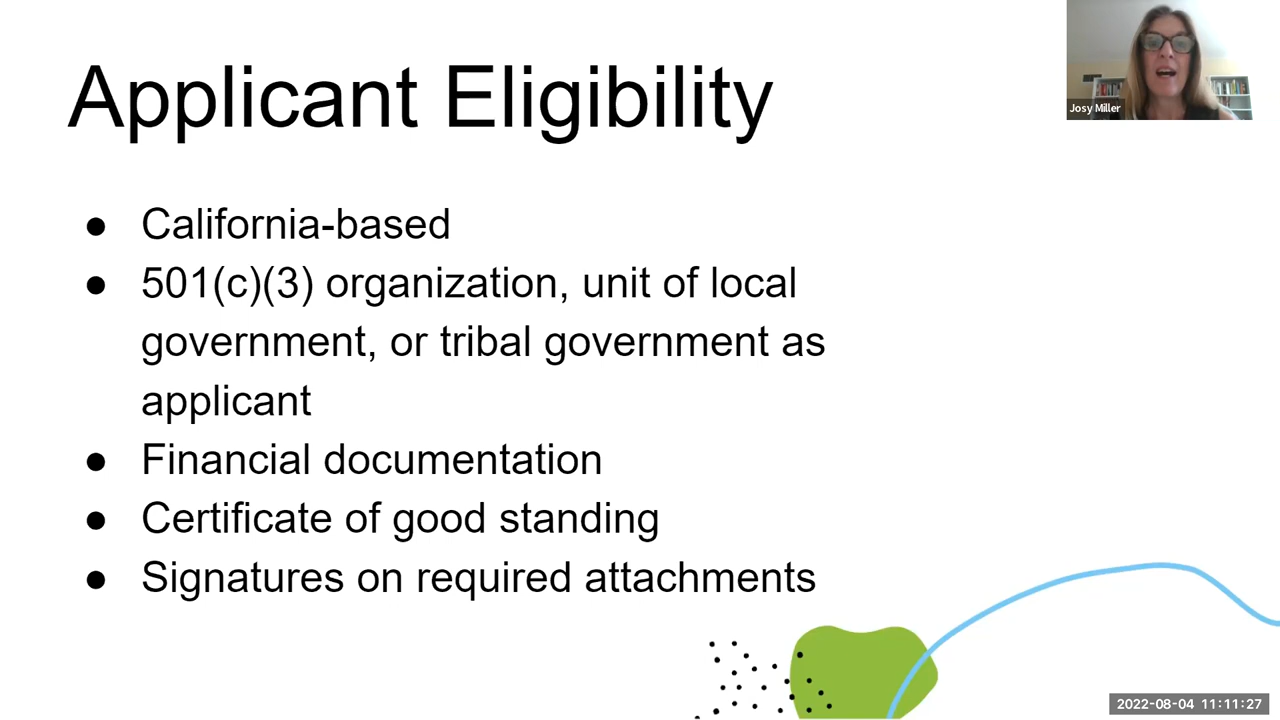 Applicant Eligibility
Josy Miller
● California-based
● 501(c)(3) organization, unit of local
government, or tribal government as
applicant
● Financial documentation
● Certificate of good standing
● Signatures on required attachments
2022-08-04 11:11:27